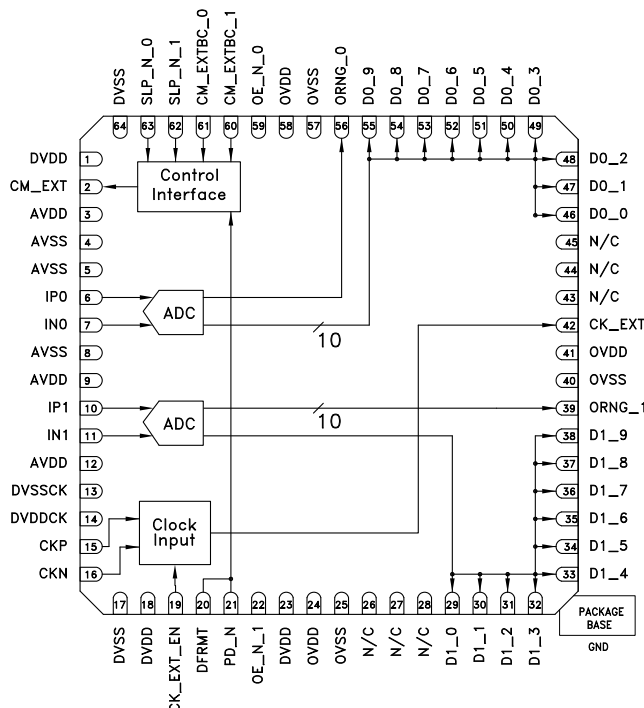 DVSS
SLP_N_0
SLP_N_1
CM_EXTBC_0
CM_EXTBC_1
OE_N_0
OVDD
OVSS
ORNG_0
D0_9
D0_8
D0_7
D0_6
D0_5
D0_4
D0_3
64
63
62
61
60
59
58
57
56
55
54
53
52
51
50
49
DVDD 1
CM_EXT 2
AVDD 3
AVSS 4
AVSS 5
IP0 6
IN0 7
AVSS 8
AVDD 9
IP1 10
IN1 11
AVDD 12
DVSSCK 13
DVDDCK 14
CKP 15
CKN 16
Control
Interface
ADC
10
ADC
10
Clock
Input
48 D0_2
47 D0_1
46 D0_0
45 N/C
44 N/C
43 N/C
42 CK_EXT
41 OVDD
40 OVSS
39 ORNG_1
38 D1_9
37 D1_8
36 D1_7
35 D1_6
34 D1_5
33 D1_4
17
18
19
20
21
22
23
24
25
26
27
28
29
30
31
32
DVSS
DVDD
CK_EXT_EN
DFRMT
PD_N
OE_N_1
DVDD
OVDD
OVSS
N/C
N/C
N/C
D1_0
D1_1
D1_2
D1_3
PACKAGE
BASE
GND